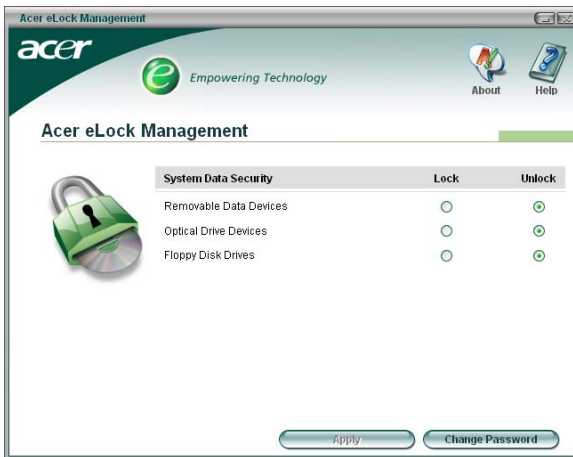 Acer eLock Management
acer
e Empowering Technology
About Help
Acer eLock Management
System Data Security Lock Unlock
Removable Data Devices
Optical Drive Devices
Floppy Disk Drives
Apply Change Password